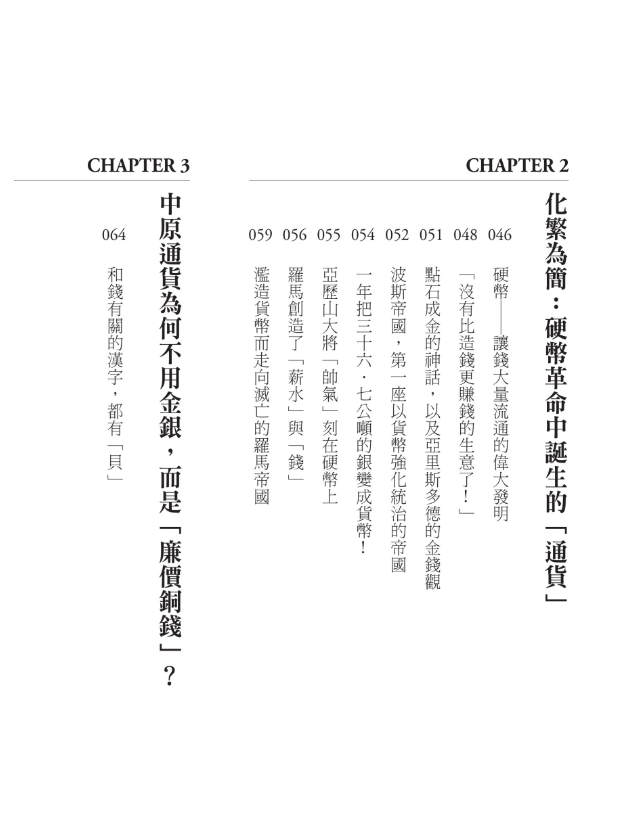 CHAPTER 2
化繁為簡：硬幣革命中誕生的「通貨」
046 硬幣——讓錢大量流通的偉大發明
048 「沒有比造錢更賺錢的生意了！」
051 點石成金的神話，以及亞里斯多德的金錢觀
052 波斯帝國，第一座以貨幣強化統治的帝國
054 一年把三十六．七公噸的銀變成貨幣！
055 亞歷山大將「帥氣」刻在硬幣上
056 羅馬創造了「薪水」與「錢」
059 濫造貨幣而走向滅亡的羅馬帝國
CHAPTER 3
中原通貨為何不用金銀，而是「廉價銅錢」？
064 和錢有關的漢字，都有「貝」